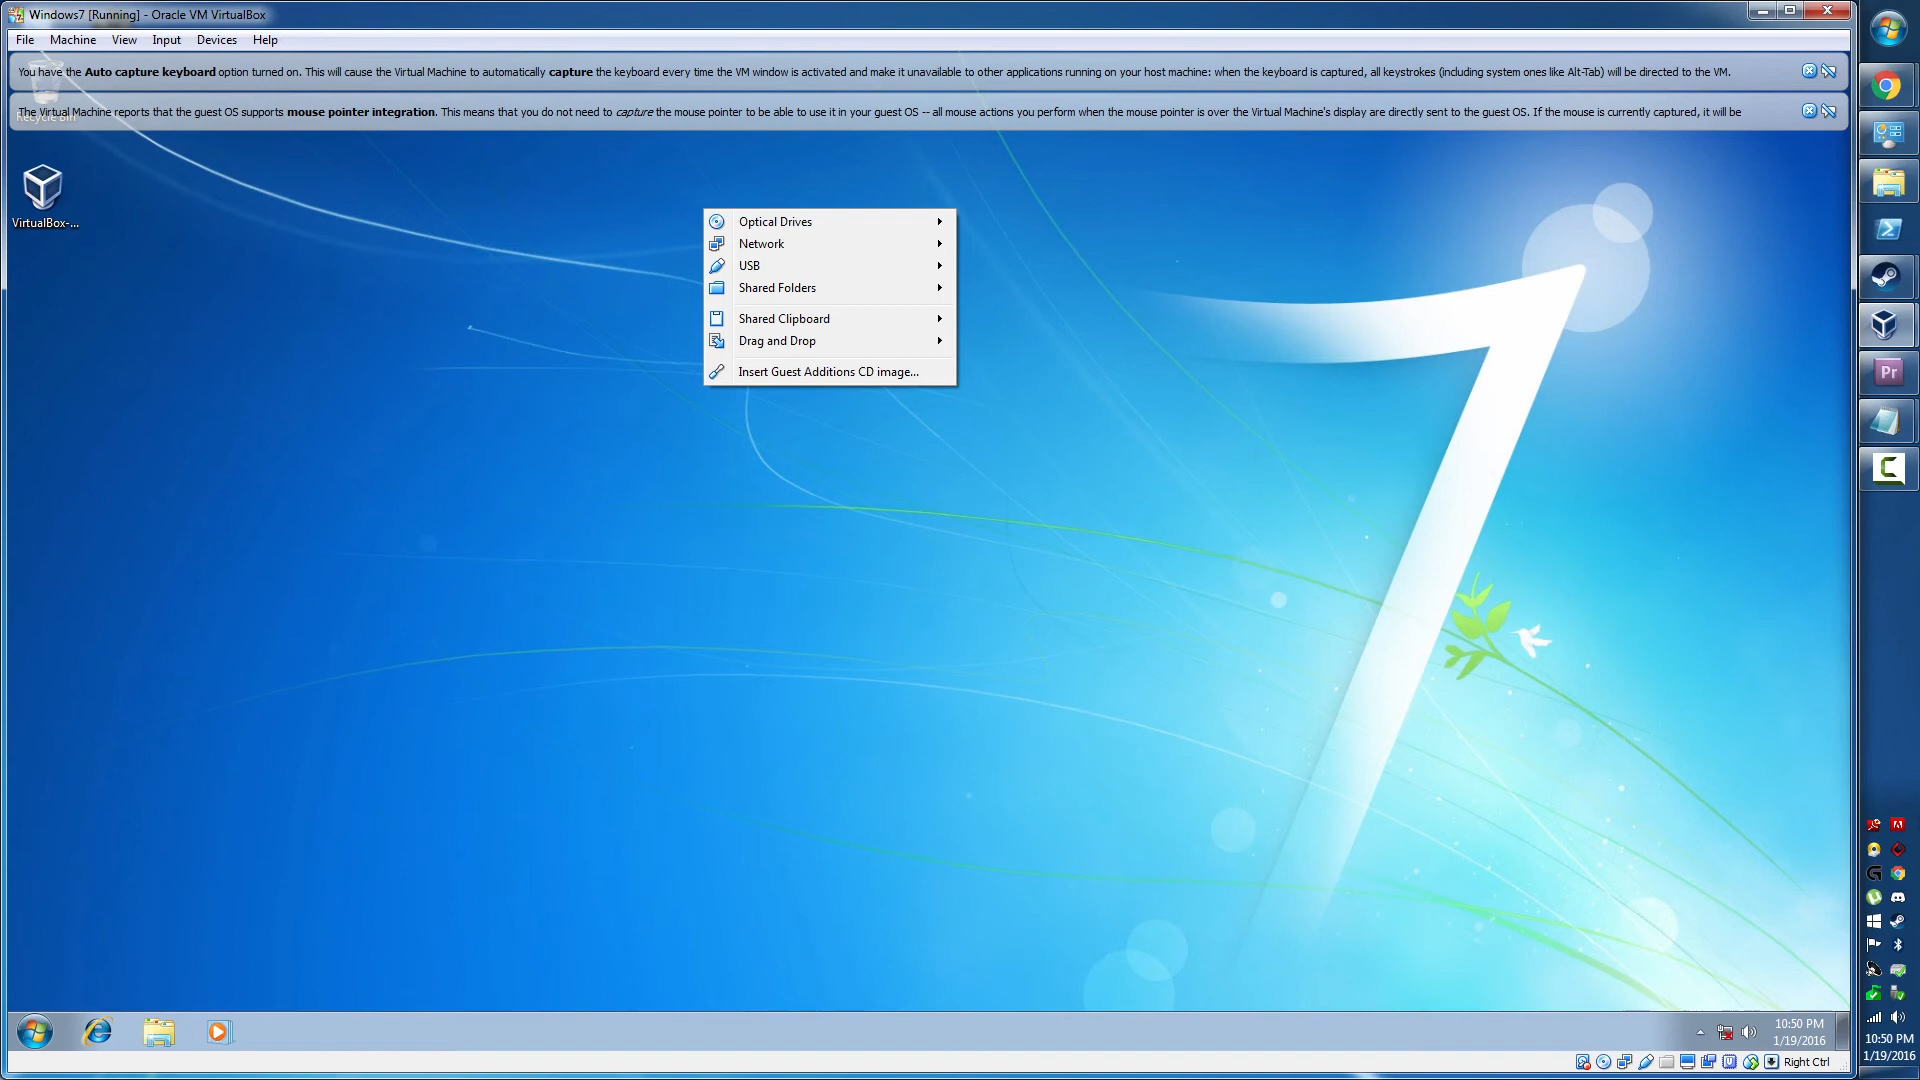 Windows7 [Running] - Oracle VM VirtualBox
File Machine View Input Devices Help
You have the Auto capture keyboard option turned on. This will cause the Virtual Machine to automatically capture the keyboard every time the VM window is activated and make it unavailable to other applications running on your host machine: when the keyboard is captured, all keystrokes (including system ones like Alt-Tab) will be directed to the VM.
The Virtual Machine reports that the guest OS supports mouse pointer integration. This means that you do not need to capture the mouse pointer to be able to use it in your guest OS -- all mouse actions you perform when the mouse pointer is over the Virtual Machine's display are directly sent to the guest OS. If the mouse is currently captured, it will be
Recycle Bin
VirtualBox-...
Optical Drives
Network
USB
Shared Folders
Shared Clipboard
Drag and Drop
Insert Guest Additions CD image...
7
Pr
10:50 PM
1/19/2016
Right Ctrl
10:50 PM
1/19/2016